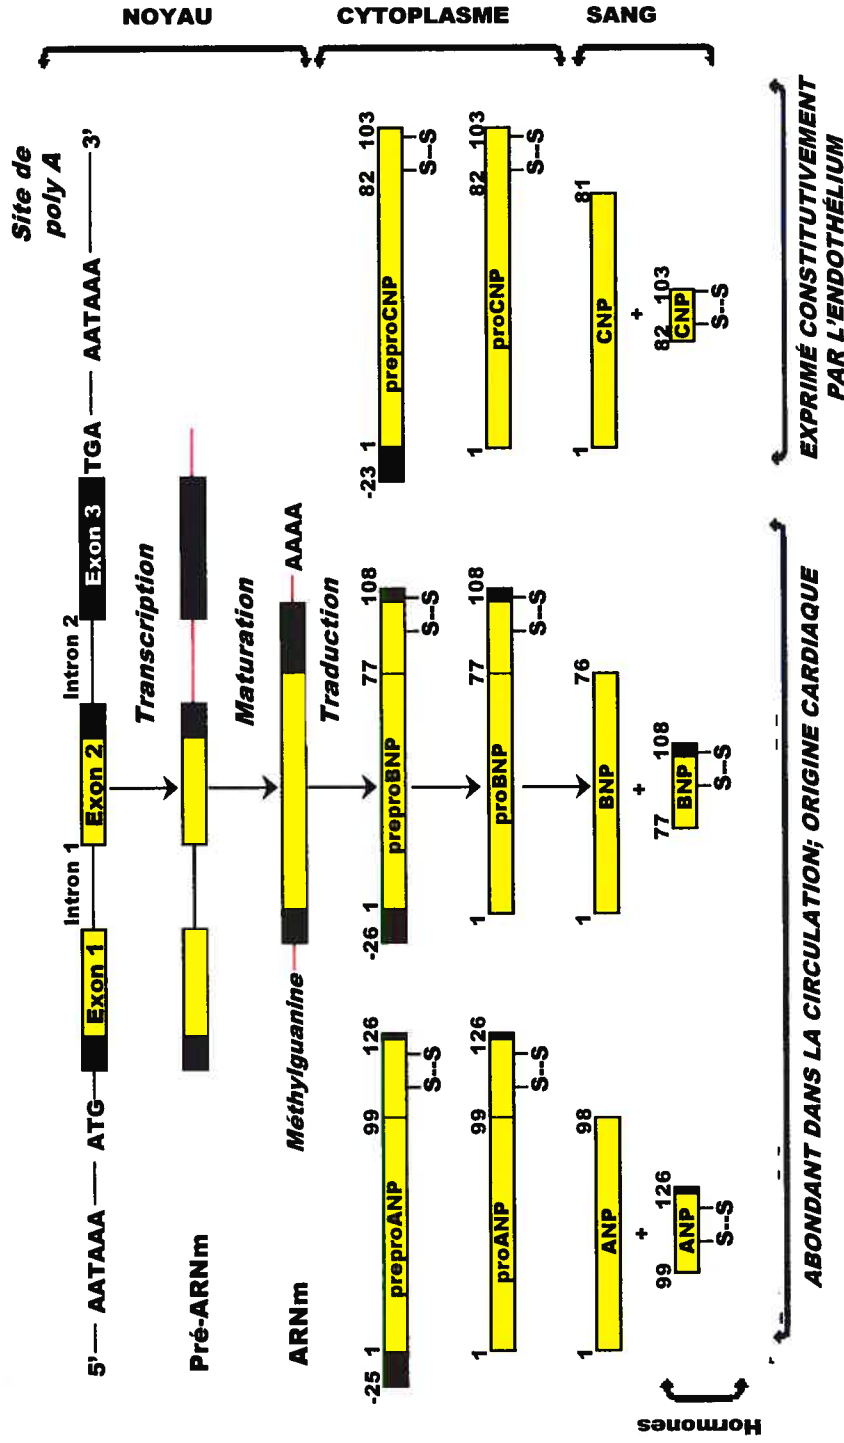 NOYAU
CYTOPLASME
SANG
Site de
poly A
5' AATAAA ATG Exon 1 Intron 1 Exon 2 Intron 2 Exon 3 TGA AATAAA 3'
Transcription
Pré-ARNm
Maturation
ARNm Méthylguanine AAAA
Traduction
-25 1 99 126 -26 1 77 108 -23 1 82 103
preproANP preproBNP preproCNP
S--S S--S S--S
1 99 126 1 77 108 1 82 103
proANP proBNP proCNP
S--S S--S S--S
1 98 1 76 1 81
ANP BNP CNP
+ + +
99 126 77 108 82 103
ANP BNP CNP
S--S S--S S--S
Hormones
ABONDANT DANS LA CIRCULATION; ORIGINE CARDIAQUE
EXPRIMÉ CONSTITUTIVEMENT
PAR L'ENDOTHÉLIUM